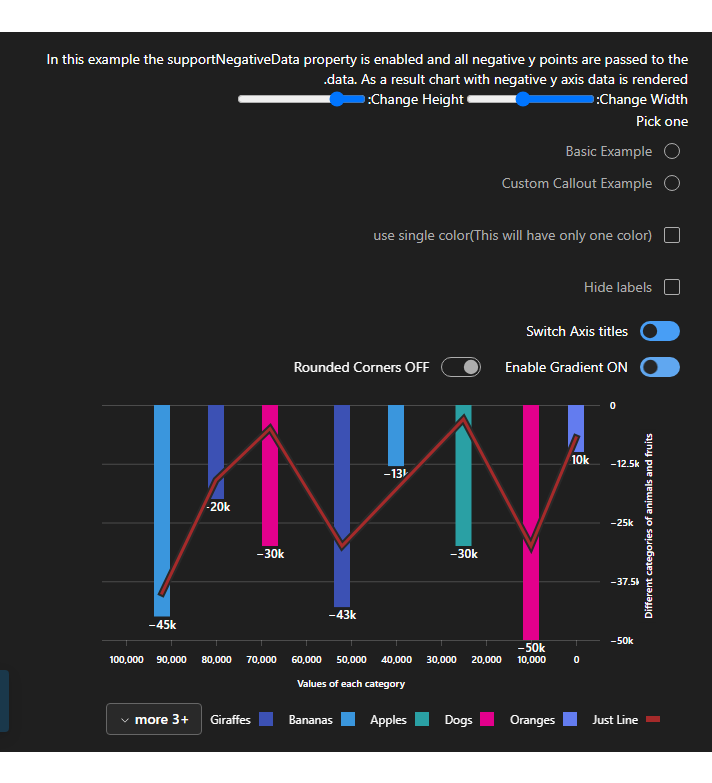 In this example the supportNegativeData property is enabled and all negative y points are passed to the
.data. As a result chart with negative y axis data is rendered
:Change Height :Change Width
Pick one
Basic Example
Custom Callout Example
use single color(This will have only one color)
Hide labels
Switch Axis titles
Rounded Corners OFF Enable Gradient ON
0
−12.5k
−25k
−37.5k
−50k
Different categories of animals and fruits
−45k
-20k
−30k
−43k
−13k
−30k
−50k
10k
100,000 90,000 80,000 70,000 60,000 50,000 40,000 30,000 20,000 10,000 0
Values of each category
more 3+ Giraffes Bananas Apples Dogs Oranges Just Line